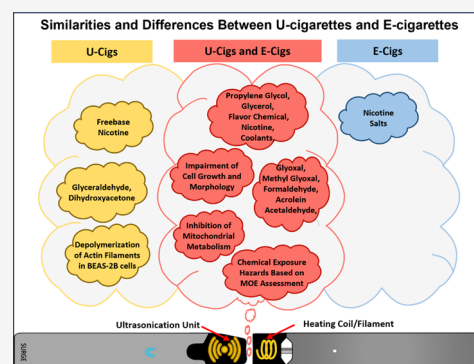 Similarities and Differences Between U-cigarettes and E-cigarettes
U-Cigs
U-Cigs and E-Cigs
E-Cigs
Freebase
Nicotine
Glyceraldehyde,
Dihydroxyacetone
Depolymerization
of Actin Filaments
in BEAS-2B cells
Propylene Glycol,
Glycerol,
Flavor Chemical,
Nicotine,
Coolants,
Impairment of
Cell Growth and
Morphology
Glyoxal,
Methyl Glyoxal,
Formaldehyde,
Acrolein
Acetaldehyde,
Inhibition of
Mitochondrial
Metabolism
Chemical Exposure
Hazards Based on
MOE Assessment
Nicotine
Salts
Ultrasonication Unit
Heating Coil/Filament
SURGE